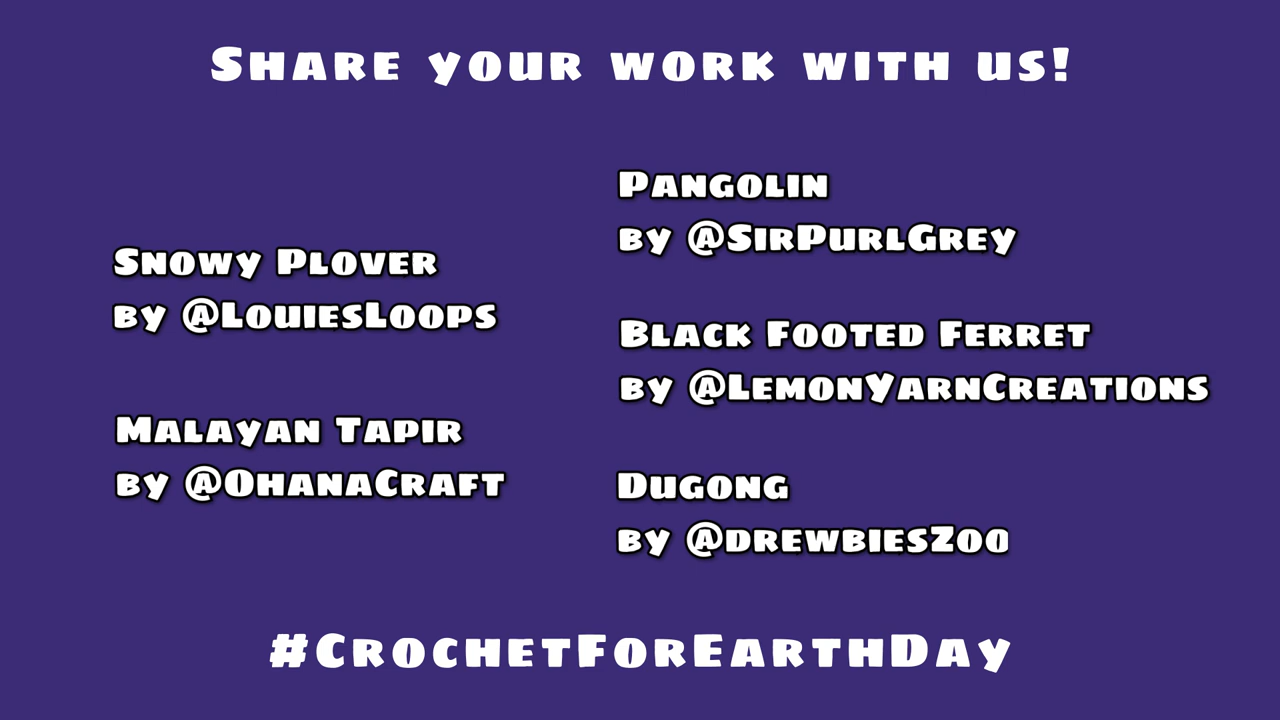 Share your work with us!
Snowy Plover
by @LouiesLoops
Malayan Tapir
by @OhanaCraft
Pangolin
by @SirPurlGrey
Black Footed Ferret
by @LemonYarnCreations
Dugong
by @drewbiesZoo
#CrochetForEarthDay